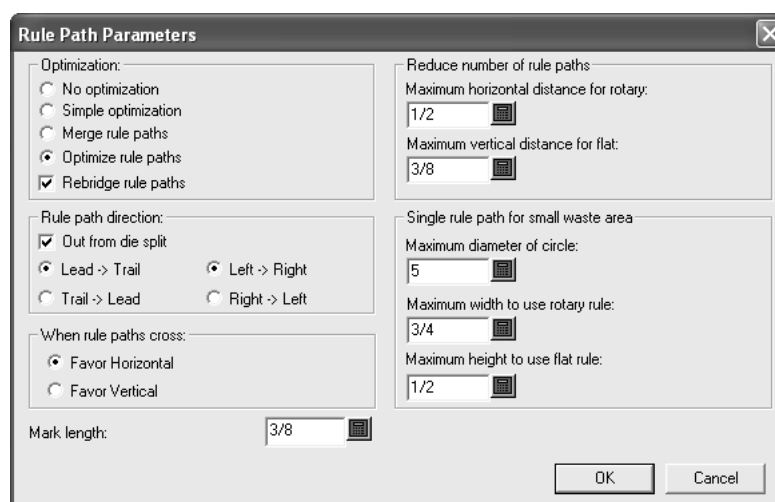 Rule Path Parameters
Optimization:
No optimization
Simple optimization
Merge rule paths
Optimize rule paths
Rebridge rule paths
Rule path direction:
Out from die split
Lead -> Trail
Left -> Right
Trail -> Lead
Right -> Left
When rule paths cross:
Favor Horizontal
Favor Vertical
Mark length:
3/8
Reduce number of rule paths
Maximum horizontal distance for rotary:
1/2
Maximum vertical distance for flat:
3/8
Single rule path for small waste area
Maximum diameter of circle:
5
Maximum width to use rotary rule:
3/4
Maximum height to use flat rule:
1/2
OK
Cancel